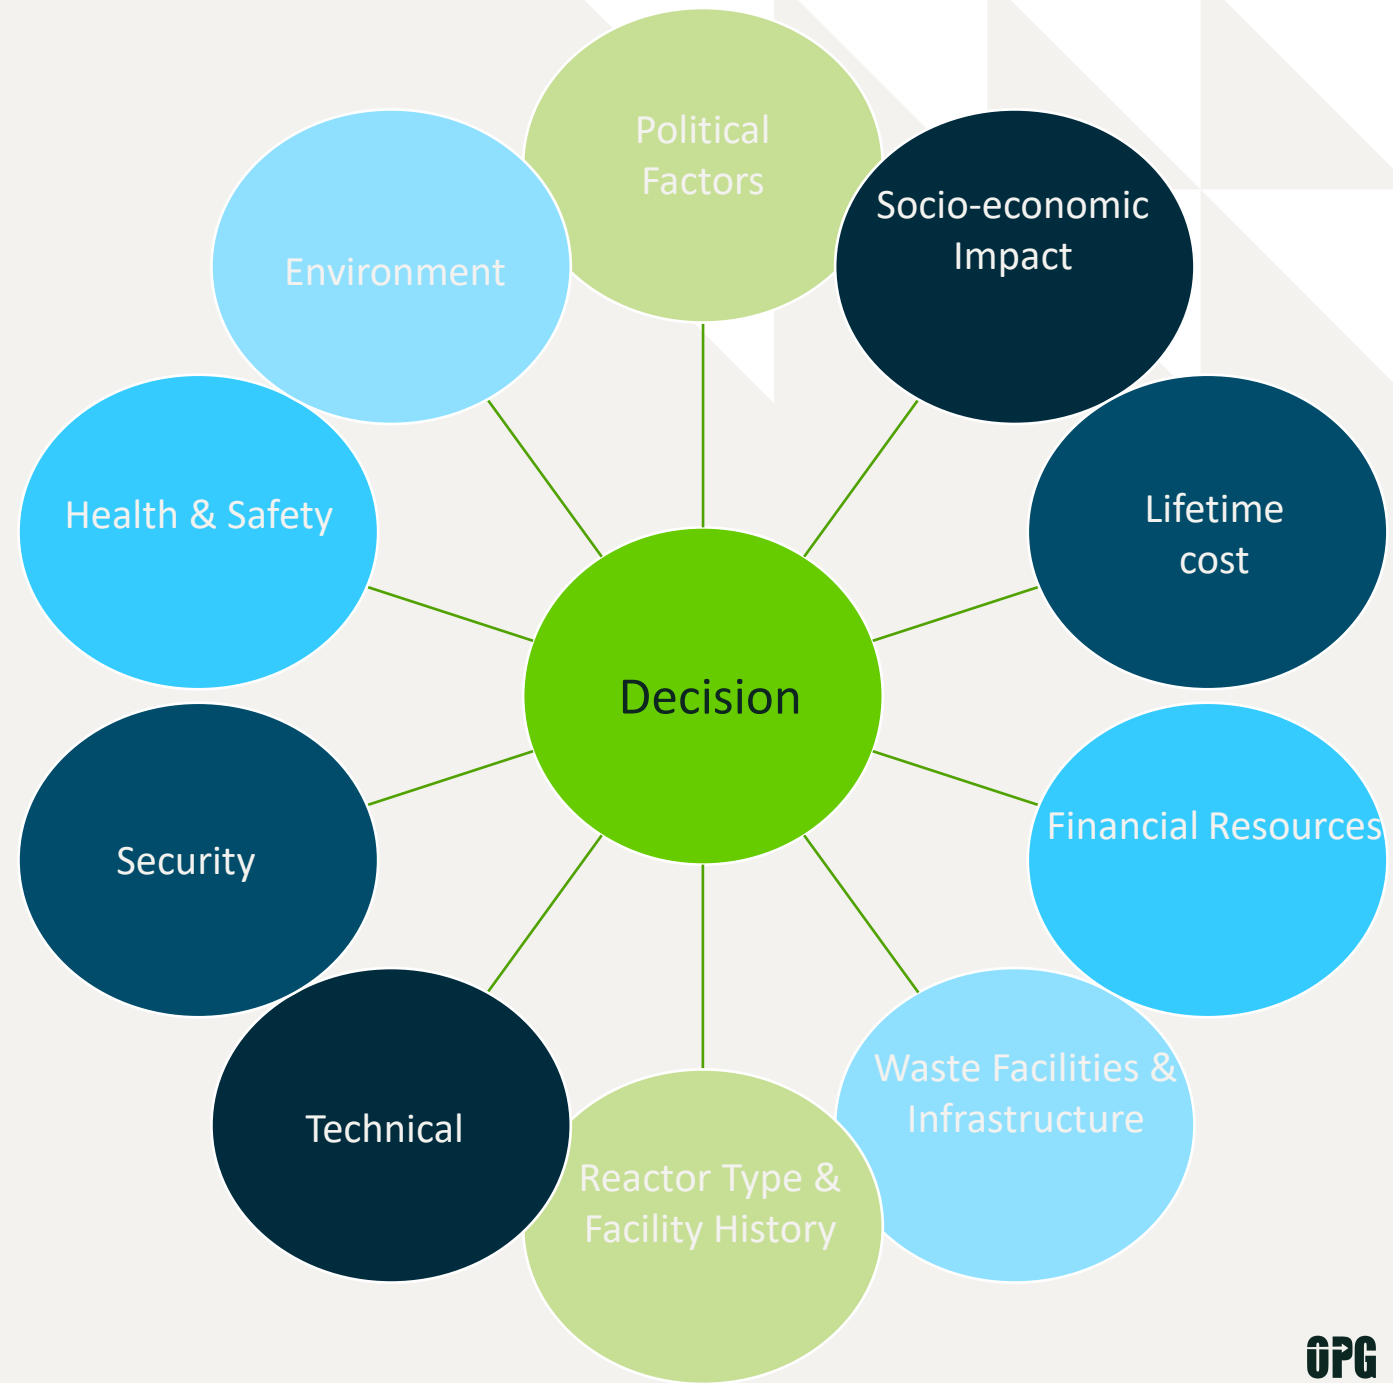 Political
Factors
Socio-economic
Impact
Environment
Lifetime
cost
Health & Safety
Decision
Financial Resources
Security
Waste Facilities &
Infrastructure
Technical
Reactor Type &
Facility History
OPG